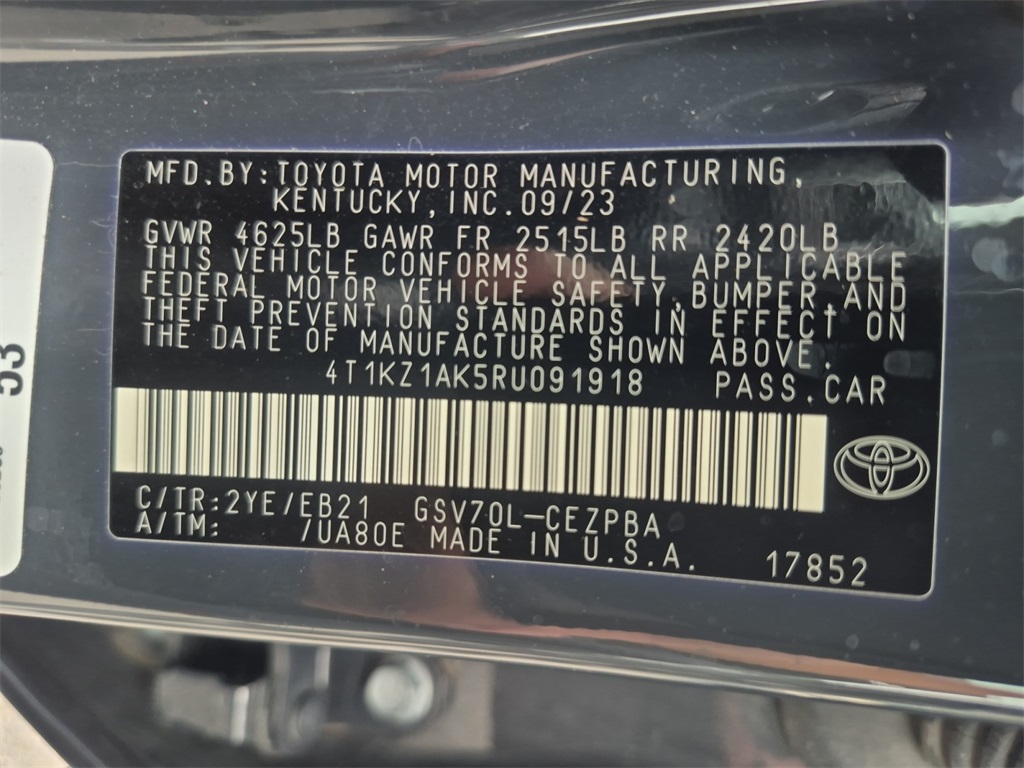 MFD.BY:TOYOTA MOTOR MANUFACTURING,
KENTUCKY,INC.09/23
GVWR 4625LB GAWR FR 2515LB RR 2420LB
THIS VEHICLE CONFORMS TO ALL APPLICABLE
FEDERAL MOTOR VEHICLE SAFETY,BUMPER,AND
THEFT PREVENTION STANDARDS IN EFFECT ON
THE DATE OF MANUFACTURE SHOWN ABOVE.
4T1KZ1AK5RU091918 PASS.CAR
C/TR:2YE/EB21 GSV70L-CEZPBA
A/TM: /UA80E MADE IN U.S.A.
17852
53